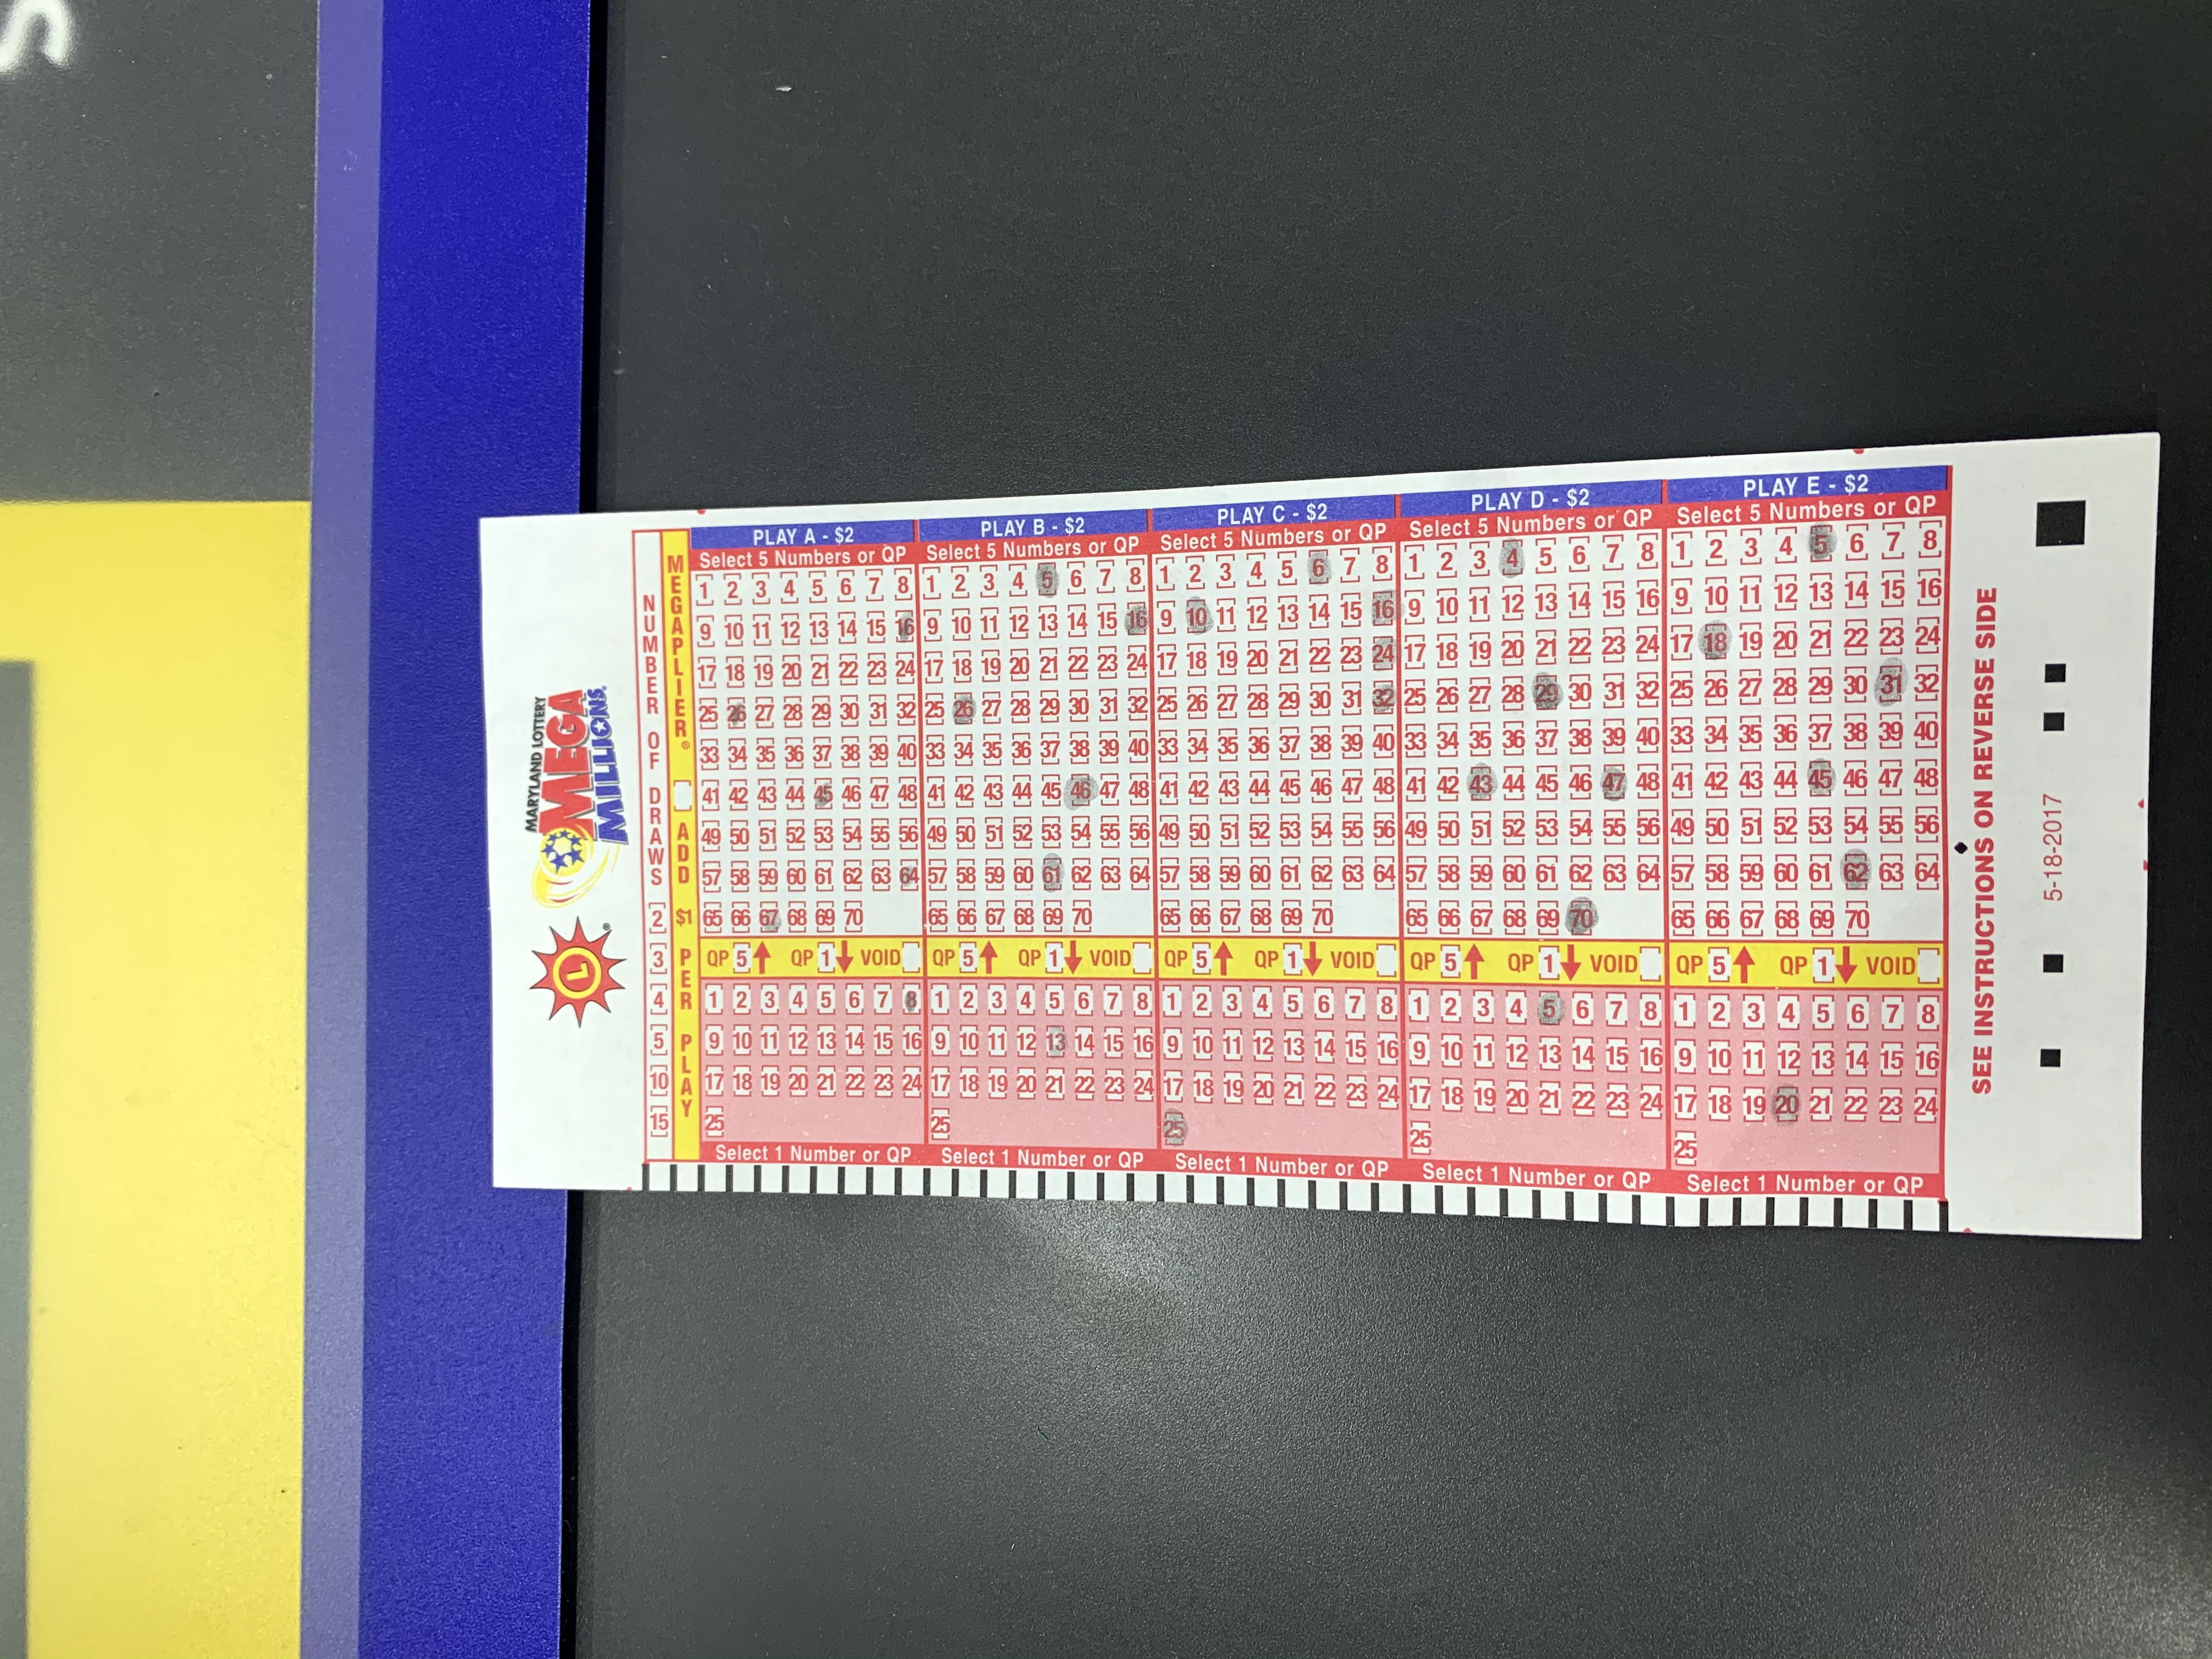 S
MARYLAND LOTTERY
MEGA
MILLIONS®
L®
NUMBER OF DRAWS [2] [3] [4] [5] [10] [15]
MEGAPLIER® [ ] ADD $1 PER PLAY
PLAY A - $2
Select 5 Numbers or QP
[1] [2] [3] [4] [5] [6] [7] [8]
[9] [10] [11] [12] [13] [14] [15] [16]
[17] [18] [19] [20] [21] [22] [23] [24]
[25] [26] [27] [28] [29] [30] [31] [32]
[33] [34] [35] [36] [37] [38] [39] [40]
[41] [42] [43] [44] [45] [46] [47] [48]
[49] [50] [51] [52] [53] [54] [55] [56]
[57] [58] [59] [60] [61] [62] [63] [64]
[65] [66] [67] [68] [69] [70]
QP [5] QP [1] VOID [ ]
[1] [2] [3] [4] [5] [6] [7] [8]
[9] [10] [11] [12] [13] [14] [15] [16]
[17] [18] [19] [20] [21] [22] [23] [24]
[25]
Select 1 Number or QP
PLAY B - $2
Select 5 Numbers or QP
[1] [2] [3] [4] [5] [6] [7] [8]
[9] [10] [11] [12] [13] [14] [15] [16]
[17] [18] [19] [20] [21] [22] [23] [24]
[25] [26] [27] [28] [29] [30] [31] [32]
[33] [34] [35] [36] [37] [38] [39] [40]
[41] [42] [43] [44] [45] [46] [47] [48]
[49] [50] [51] [52] [53] [54] [55] [56]
[57] [58] [59] [60] [61] [62] [63] [64]
[65] [66] [67] [68] [69] [70]
QP [5] QP [1] VOID [ ]
[1] [2] [3] [4] [5] [6] [7] [8]
[9] [10] [11] [12] [13] [14] [15] [16]
[17] [18] [19] [20] [21] [22] [23] [24]
[25]
Select 1 Number or QP
PLAY C - $2
Select 5 Numbers or QP
[1] [2] [3] [4] [5] [6] [7] [8]
[9] [10] [11] [12] [13] [14] [15] [16]
[17] [18] [19] [20] [21] [22] [23] [24]
[25] [26] [27] [28] [29] [30] [31] [32]
[33] [34] [35] [36] [37] [38] [39] [40]
[41] [42] [43] [44] [45] [46] [47] [48]
[49] [50] [51] [52] [53] [54] [55] [56]
[57] [58] [59] [60] [61] [62] [63] [64]
[65] [66] [67] [68] [69] [70]
QP [5] QP [1] VOID [ ]
[1] [2] [3] [4] [5] [6] [7] [8]
[9] [10] [11] [12] [13] [14] [15] [16]
[17] [18] [19] [20] [21] [22] [23] [24]
[25]
Select 1 Number or QP
PLAY D - $2
Select 5 Numbers or QP
[1] [2] [3] [4] [5] [6] [7] [8]
[9] [10] [11] [12] [13] [14] [15] [16]
[17] [18] [19] [20] [21] [22] [23] [24]
[25] [26] [27] [28] [29] [30] [31] [32]
[33] [34] [35] [36] [37] [38] [39] [40]
[41] [42] [43] [44] [45] [46] [47] [48]
[49] [50] [51] [52] [53] [54] [55] [56]
[57] [58] [59] [60] [61] [62] [63] [64]
[65] [66] [67] [68] [69] [70]
QP [5] QP [1] VOID [ ]
[1] [2] [3] [4] [5] [6] [7] [8]
[9] [10] [11] [12] [13] [14] [15] [16]
[17] [18] [19] [20] [21] [22] [23] [24]
[25]
Select 1 Number or QP
PLAY E - $2
Select 5 Numbers or QP
[1] [2] [3] [4] [5] [6] [7] [8]
[9] [10] [11] [12] [13] [14] [15] [16]
[17] [18] [19] [20] [21] [22] [23] [24]
[25] [26] [27] [28] [29] [30] [31] [32]
[33] [34] [35] [36] [37] [38] [39] [40]
[41] [42] [43] [44] [45] [46] [47] [48]
[49] [50] [51] [52] [53] [54] [55] [56]
[57] [58] [59] [60] [61] [62] [63] [64]
[65] [66] [67] [68] [69] [70]
QP [5] QP [1] VOID [ ]
[1] [2] [3] [4] [5] [6] [7] [8]
[9] [10] [11] [12] [13] [14] [15] [16]
[17] [18] [19] [20] [21] [22] [23] [24]
[25]
Select 1 Number or QP
SEE INSTRUCTIONS ON REVERSE SIDE
5-18-2017